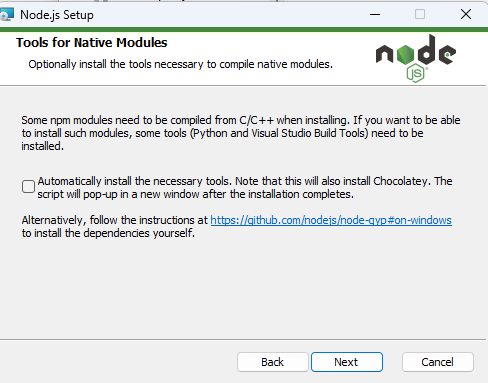 Node.js Setup
Tools for Native Modules
Optionally install the tools necessary to compile native modules.
node
JS
Some npm modules need to be compiled from C/C++ when installing. If you want to be able
to install such modules, some tools (Python and Visual Studio Build Tools) need to be
installed.
Automatically install the necessary tools. Note that this will also install Chocolatey. The
script will pop-up in a new window after the installation completes.
Alternatively, follow the instructions at https://github.com/nodejs/node-gyp#on-windows
to install the dependencies yourself.
Back Next Cancel